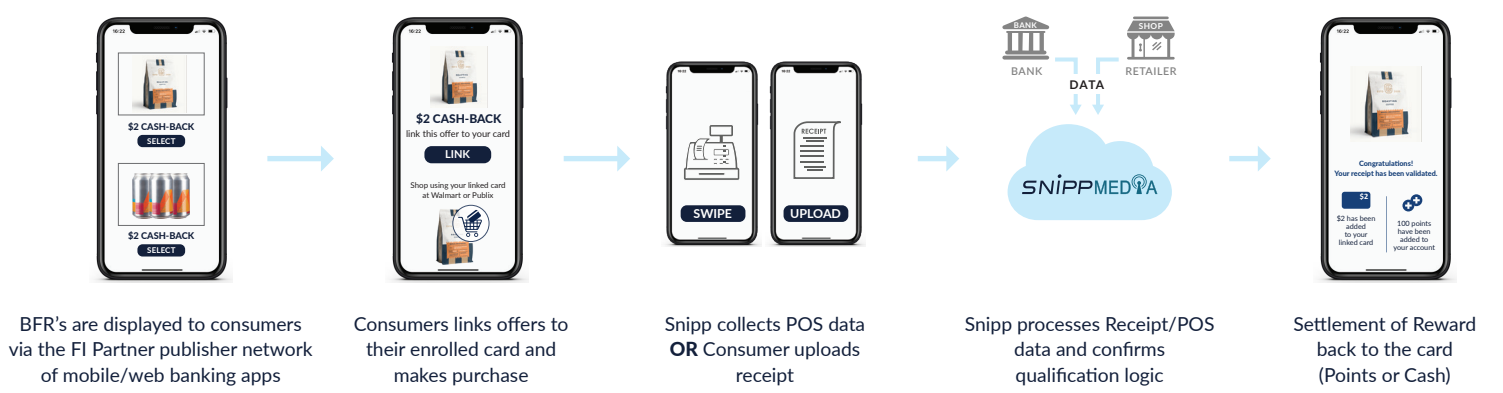 16:22
$2 CASH-BACK
SELECT
$2 CASH-BACK
SELECT
BFR's are displayed to consumers
via the FI Partner publisher network
of mobile/web banking apps
16:22
$2 CASH-BACK
link this offer to your card
LINK
Shop using your linked card
at Walmart or Publix
Consumers links offers to
their enrolled card and
makes purchase
16:22
SWIPE
16:22
RECEIPT
UPLOAD
Snipp collects POS data
OR Consumer uploads
receipt
BANK
BANK
SHOP
RETAILER
DATA
SNIPPMEDIA
Snipp processes Receipt/POS
data and confirms
qualification logic
16:22
Congratulations!
Your receipt has been validated.
$2
$2 has been
added
to your
linked card
100 points
have been
added to
your account
Settlement of Reward
back to the card
(Points or Cash)